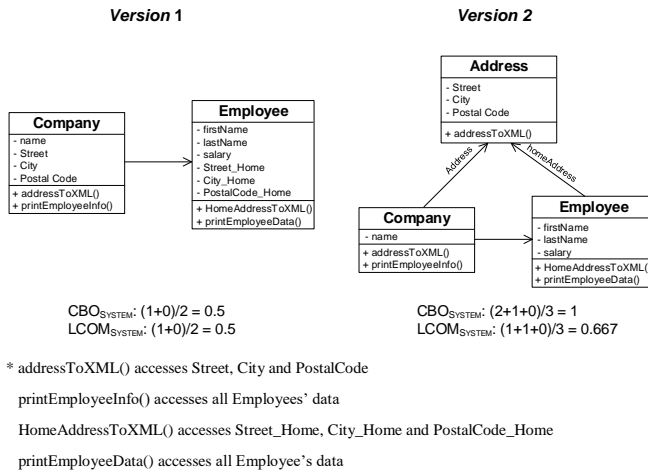 Version 1
Version 2
Company
- name
- Street
- City
- Postal Code
+ addressToXML()
+ printEmployeeInfo()
Employee
- firstName
- lastName
- salary
- Street_Home
- City_Home
- PostalCode_Home
+ HomeAddressToXML()
+ printEmployeeData()
Address
- Street
- City
- Postal Code
+ addressToXML()
Address
homeAddress
Company
- name
+ addressToXML()
+ printEmployeeInfo()
Employee
- firstName
- lastName
- salary
+ HomeAddressToXML()
+ printEmployeeData()
CBOSYSTEM: (1+0)/2 = 0.5
LCOMSYSTEM: (1+0)/2 = 0.5
CBOSYSTEM: (2+1+0)/3 = 1
LCOMSYSTEM: (1+1+0)/3 = 0.667
* addressToXML() accesses Street, City and PostalCode
printEmployeeInfo() accesses all Employees' data
HomeAddressToXML() accesses Street_Home, City_Home and PostalCode_Home
printEmployeeData() accesses all Employee's data